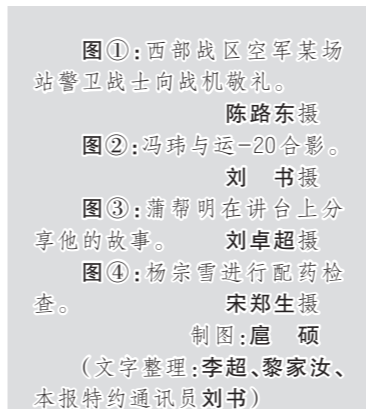 图①:西部战区空军某场
站警卫战士向战机敬礼。
陈路东摄
图②:冯玮与运-20合影。
刘　书摄
图③:蒲帮明在讲台上分
享他的故事。　刘卓超摄
图④:杨宗雪进行配药检
查。　宋郑生摄
制图:扈　硕
(文字整理:李超、黎家汝、
本报特约通讯员刘书)